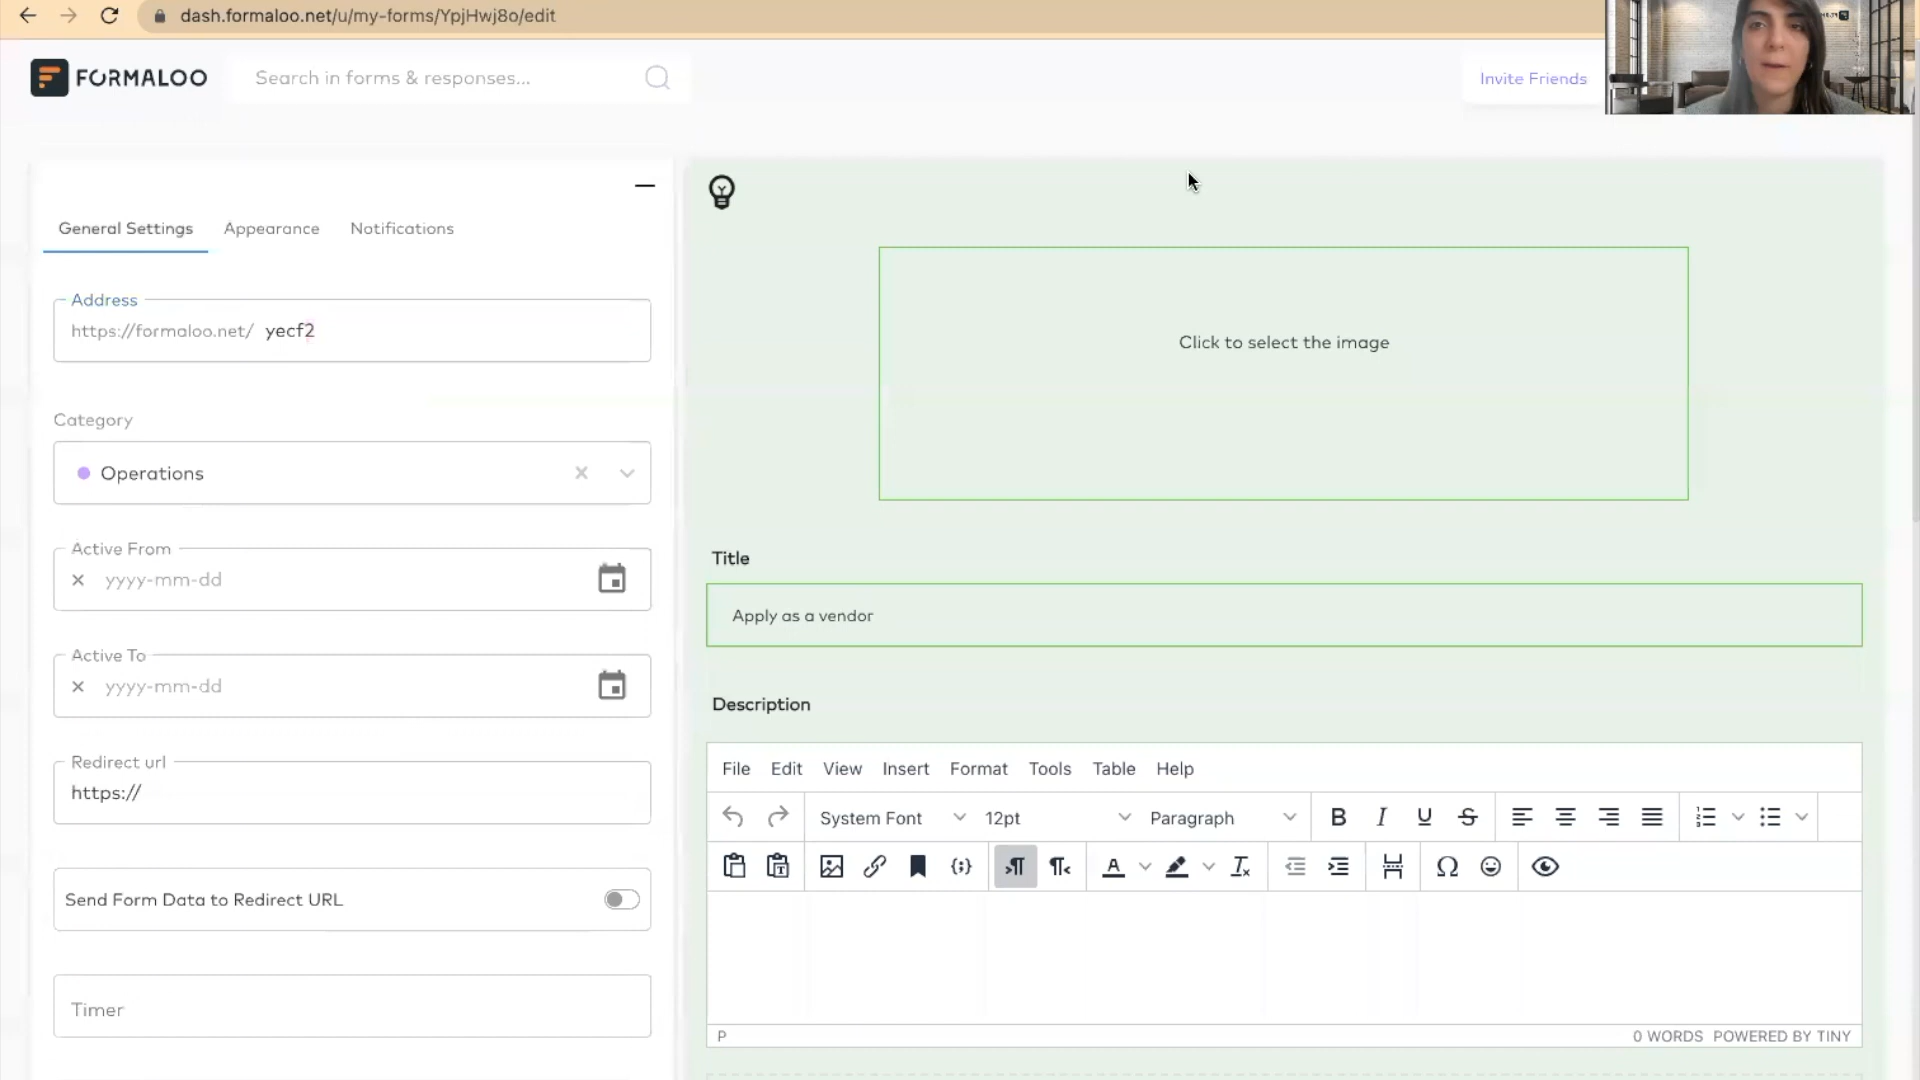 dash.formaloo.net/u/my-forms/YpjHwj8o/edit
FORMALOO
Search in forms & responses...
Invite Friends
General Settings Appearance Notifications
Address
https://formaloo.net/ yecf2
Category
Operations
Active From
yyyy-mm-dd
Active To
yyyy-mm-dd
Redirect url
https://
Send Form Data to Redirect URL
Timer
Click to select the image
Title
Apply as a vendor
Description
File Edit View Insert Format Tools Table Help
System Font 12pt Paragraph B I U S
P 0 WORDS POWERED BY TINY